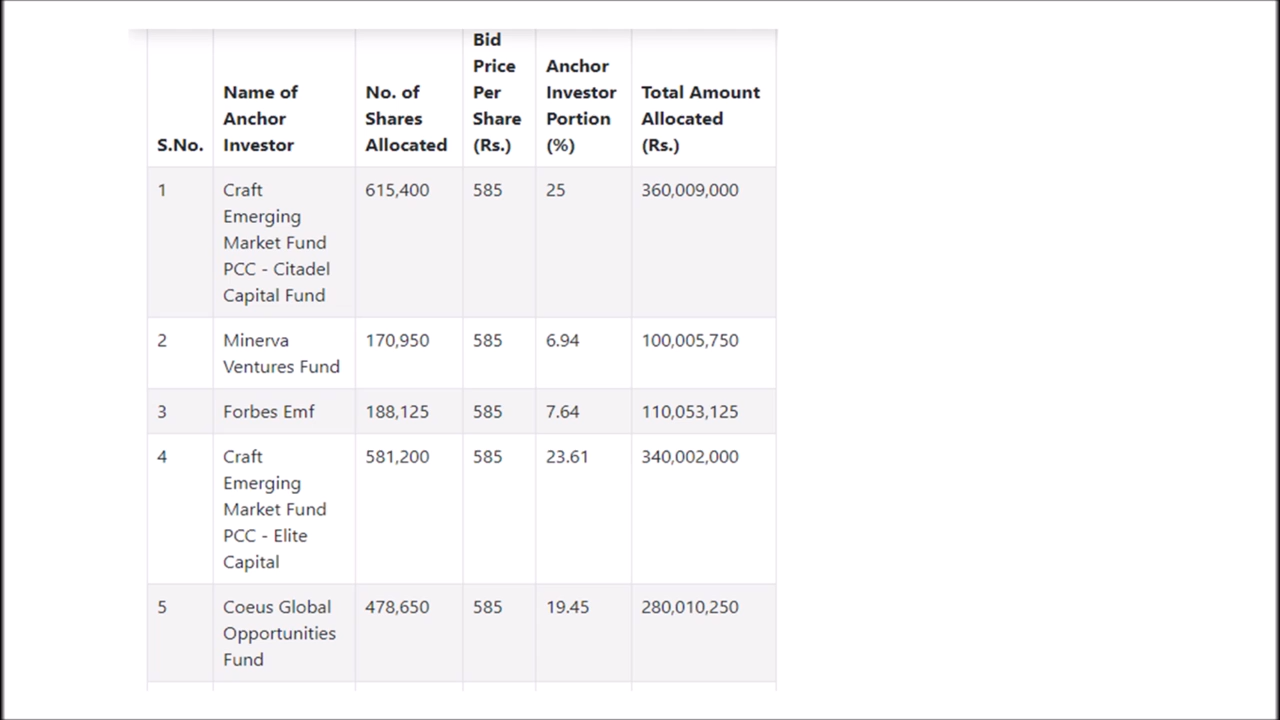 S.No. Name of Anchor Investor No. of Shares Allocated Bid Price Per Share (Rs.) Anchor Investor Portion (%) Total Amount Allocated (Rs.)
1 Craft Emerging Market Fund PCC - Citadel Capital Fund 615,400 585 25 360,009,000
2 Minerva Ventures Fund 170,950 585 6.94 100,005,750
3 Forbes Emf 188,125 585 7.64 110,053,125
4 Craft Emerging Market Fund PCC - Elite Capital 581,200 585 23.61 340,002,000
5 Coeus Global Opportunities Fund 478,650 585 19.45 280,010,250